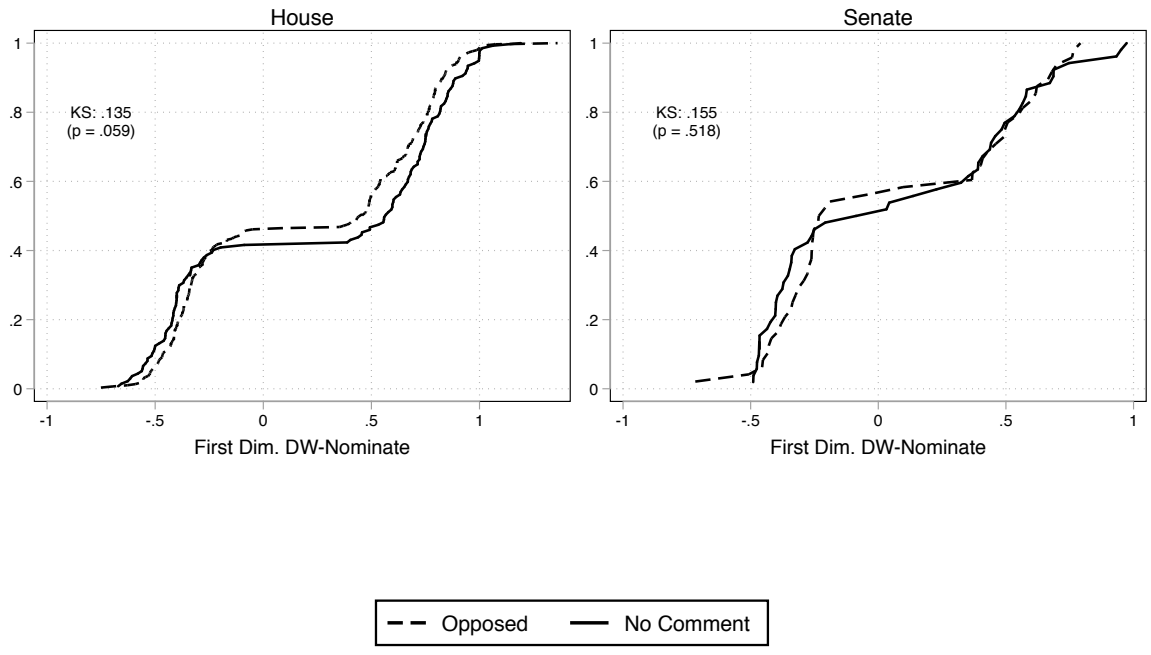 House
1
.8
.6
.4
.2
0
KS: .135
(p = .059)
-1 -.5 0 .5 1
First Dim. DW-Nominate
Senate
1
.8
.6
.4
.2
0
KS: .155
(p = .518)
-1 -.5 0 .5 1
First Dim. DW-Nominate
Opposed No Comment